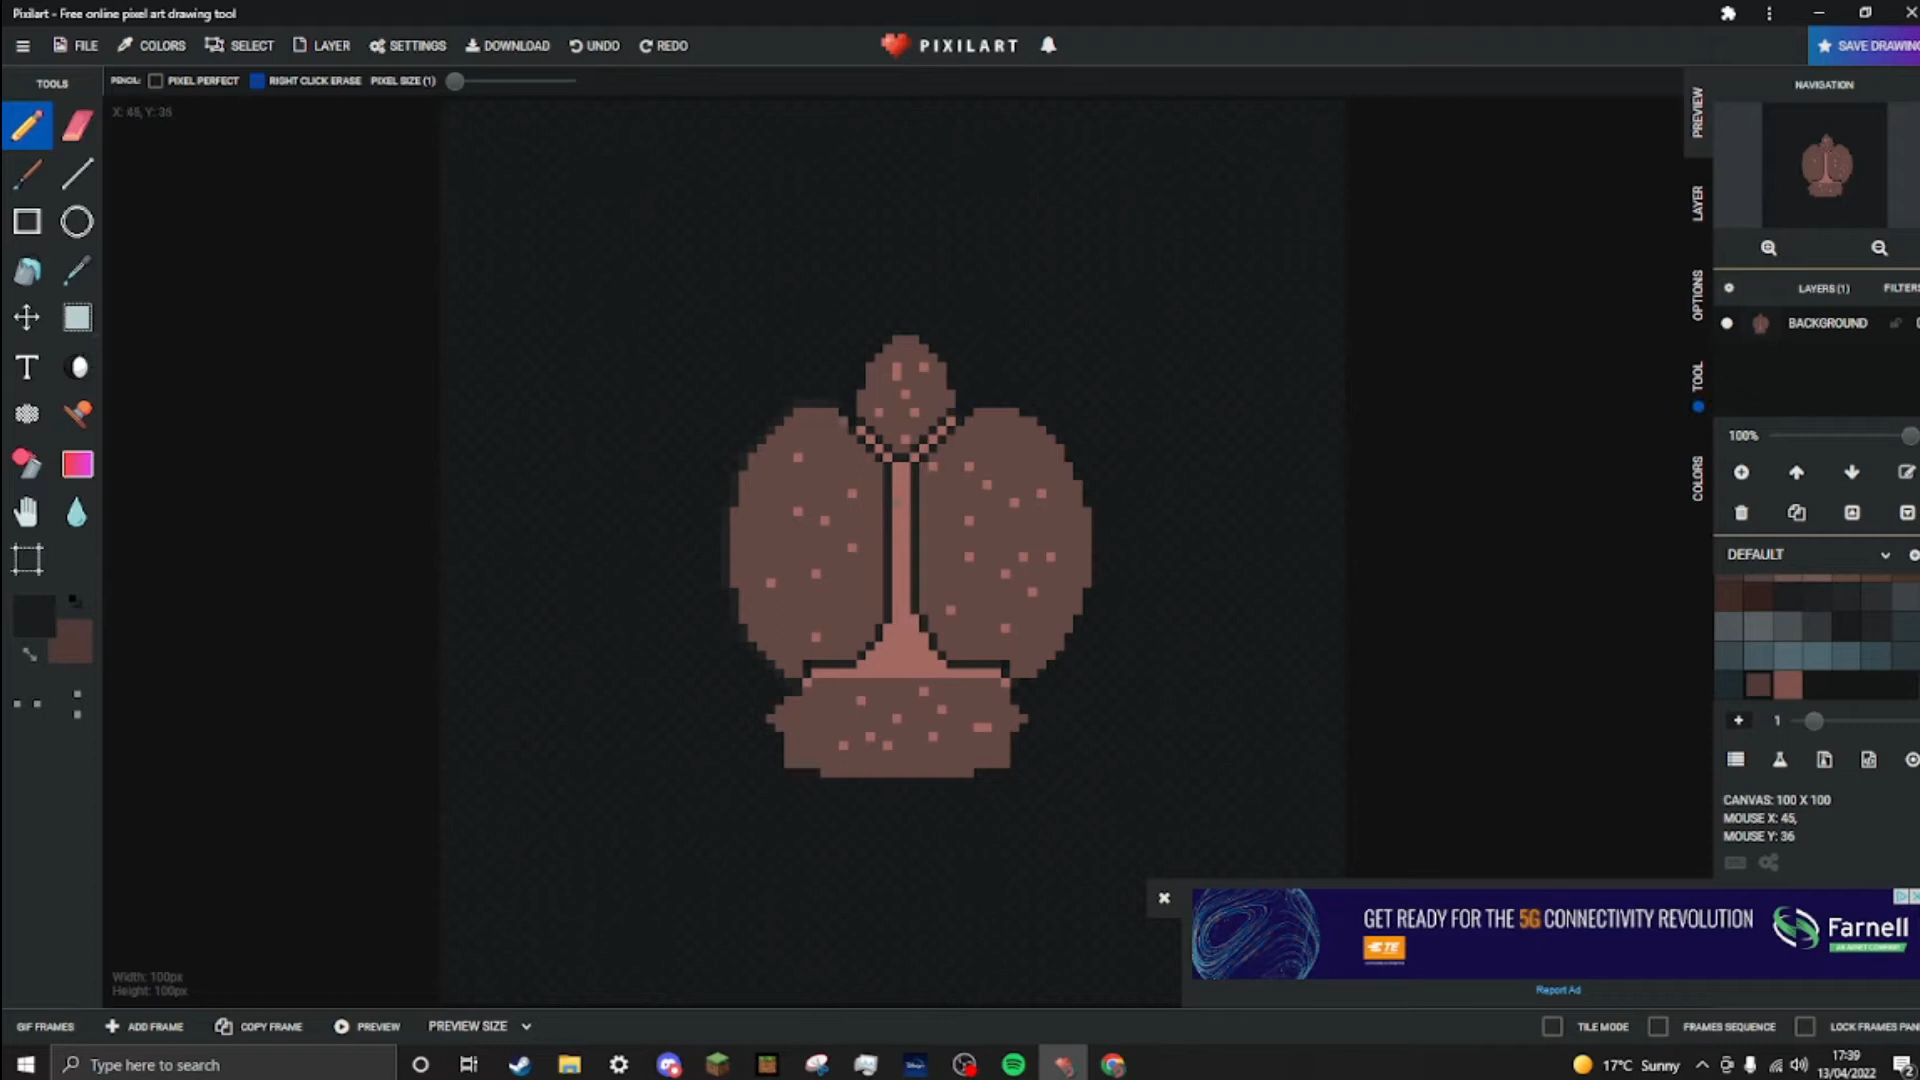 Pixilart - Free online pixel art drawing tool
FILE COLORS SELECT LAYER SETTINGS DOWNLOAD UNDO REDO PIXILART SAVE DRAWING
TOOLS PENCIL: PIXEL PERFECT RIGHT CLICK ERASE PIXEL SIZE (1) NAVIGATION
X: 45, Y: 36
PREVIEW
LAYER
OPTIONS
TOOL
COLORS
LAYERS (1) FILTERS
BACKGROUND
100%
DEFAULT
1
CANVAS: 100 X 100
MOUSE X: 45,
MOUSE Y: 36
GET READY FOR THE 5G CONNECTIVITY REVOLUTION
TE
Farnell
Report Ad
Width: 100px
Height: 100px
GIF FRAMES ADD FRAME COPY FRAME PREVIEW PREVIEW SIZE TILE MODE FRAMES SEQUENCE LOCK FRAMES PAN
Type here to search 17°C Sunny 17:39
13/04/2022 2